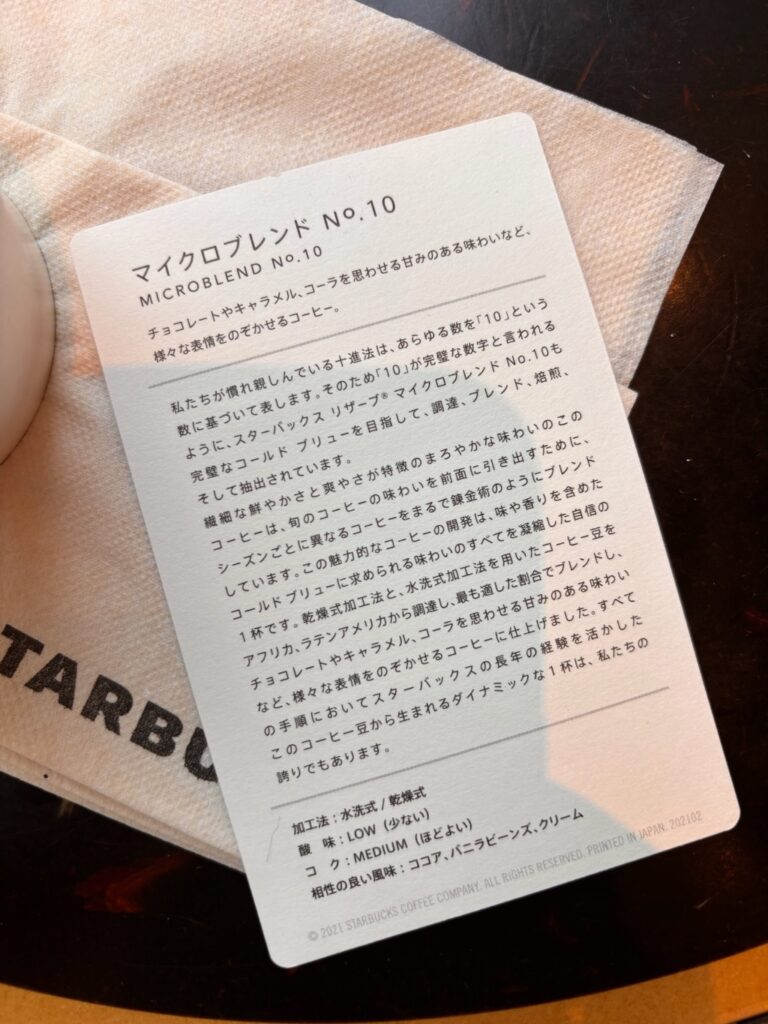 マイクロブレンド No.10
MICROBLEND No.10
チョコレートやキャラメル、コーラを思わせる甘みのある味わいなど、
様々な表情をのぞかせるコーヒー。
私たちが慣れ親しんでいる十進法は、あらゆる数を「10」という
数に基づいて表します。そのため「10」が完璧な数字と言われる
ように、スターバックス リザーブ® マイクロブレンド No.10も
完璧なコールド ブリューを目指して、調達、ブレンド、焙煎、
そして抽出されています。
繊細な鮮やかさと爽やさが特徴のまろやかな味わいのこの
コーヒーは、旬のコーヒーの味わいを前面に引き出すために、
シーズンごとに異なるコーヒーをまるで錬金術のようにブレンド
しています。この魅力的なコーヒーの開発は、味や香りを含めた
コールド ブリューに求められる味わいのすべてを凝縮した自信の
1杯です。乾燥式加工法と、水洗式加工法を用いたコーヒー豆を
アフリカ、ラテンアメリカから調達し、最も適した割合でブレンドし、
チョコレートやキャラメル、コーラを思わせる甘みのある味わい
など、様々な表情をのぞかせるコーヒーに仕上げました。すべて
の手順においてスターバックスの長年の経験を活かした
このコーヒー豆から生まれるダイナミックな1杯は、私たちの
誇りでもあります。
加工法:水洗式 / 乾燥式
酸 味:LOW(少ない)
コ ク:MEDIUM(ほどよい)
相性の良い風味:ココア、バニラビーンズ、クリーム
© 2021 STARBUCKS COFFEE COMPANY. ALL RIGHTS RESERVED. PRINTED IN JAPAN. 202102
TARBU